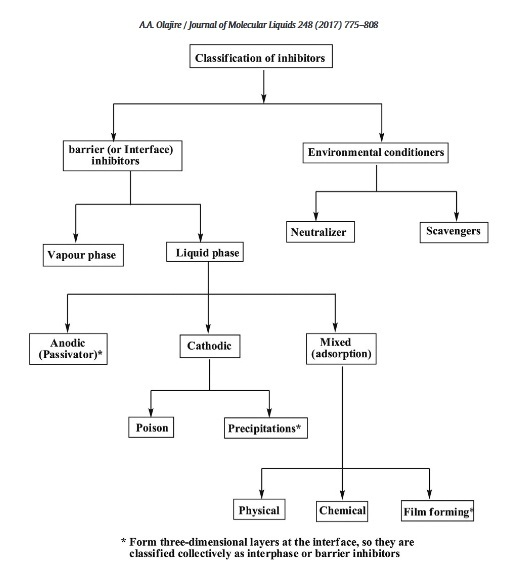 A.A. Olajire / Journal of Molecular Liquids 248 (2017) 775–808
Classification of inhibitors
barrier (or Interface)
inhibitors
Environmental conditioners
Neutralizer
Scavengers
Vapour phase
Liquid phase
Anodic
(Passivator)*
Cathodic
Mixed
(adsorption)
Poison
Precipitations*
Physical
Chemical
Film forming*
* Form three-dimensional layers at the interface, so they are
classified collectively as interphase or barrier inhibitors